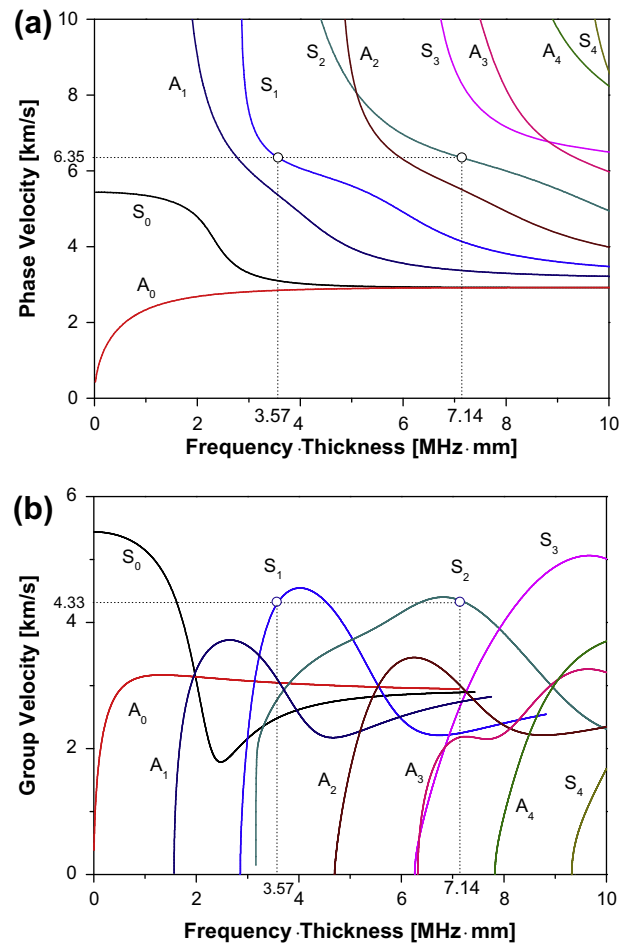 (a)
Phase Velocity [km/s]
10
8
6.35
6
4
2
0
A1
S1
S2
A2
S3
A3
A4
S4
S0
A0
0 2 3.57 4 6 7.14 8 10
Frequency·Thickness [MHz·mm]
(b)
Group Velocity [km/s]
6
4.33
4
2
0
S0
S1
S2
S3
A0
A1
A2
A3
A4
S4
0 2 3.57 4 6 7.14 8 10
Frequency·Thickness [MHz·mm]